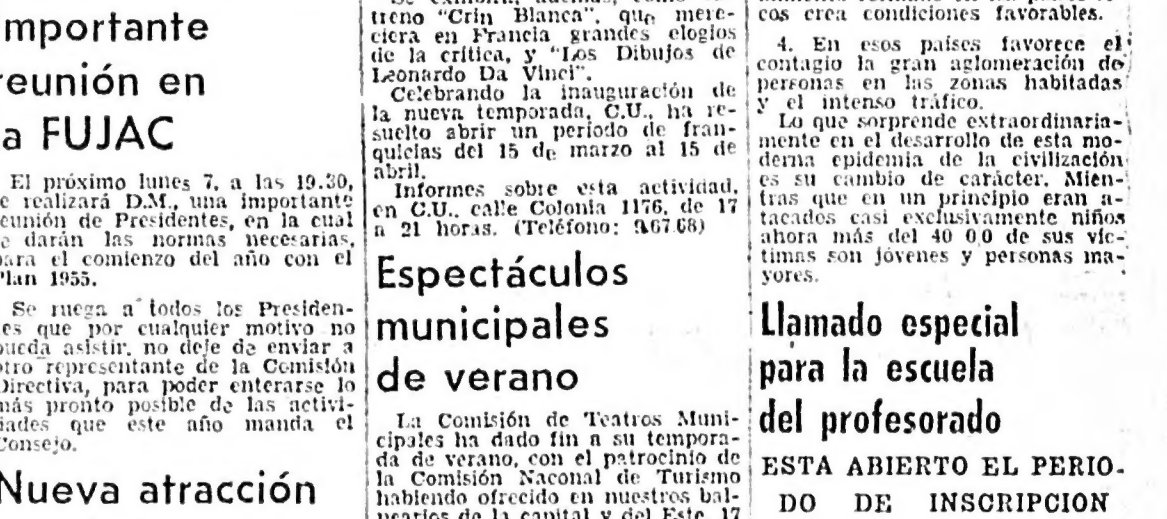 mportante
reunión en
a FUJAC
El próximo lunes 7, a las 19.30,
e realizará D.M., una importante
eunión de Presidentes, en la cual
e darán las normas necesarias,
para el comienzo del año con el
Plan 1955.
Se ruega a todos los Presiden-
es que por cualquier motivo no
pueda asistir, no deje de enviar a
otro representante de la Comisión
Directiva, para poder enterarse lo
más pronto posible de las activi-
dades que este año manda el
Consejo.
Nueva atracción
treno "Crin Blanca", que mere-
ciera en Francia grandes elogios
de la crítica, y "Los Dibujos de
Leonardo Da Vinci".
Celebrando la inauguración de
la nueva temporada, C.U., ha re-
suelto abrir un período de fran-
quicias del 15 de marzo al 15 de
abril.
Informes sobre esta actividad,
en C.U., calle Colonia 1176, de 17
a 21 horas. (Teléfono:
Espectáculos
municipales
de verano
La Comisión de Teatros Muni-
cipales ha dado fin a su tempora-
da de verano, con el patrocinio de
la Comisión Naconal de Turismo
habiendo ofrecido en nuestros bal-
nearios de la capital y del Este, 17
cos crea condiciones favorables.
4. En esos países favorece el
contagio la gran aglomeración de
personas en las zonas habitadas
y el intenso tráfico.
Lo que sorprende extraordinaria-
mente en el desarrollo de esta mo-
derna epidemia de la civilización
es su cambio de carácter. Mien-
tras que en un principio eran a-
tacados casi exclusivamente niños
ahora más del 40 0|0 de sus víc-
timas son jóvenes y personas ma-
yores.
Llamado especial
para la escuela
del profesorado
ESTA ABIERTO EL PERIO-
DO DE INSCRIPCION